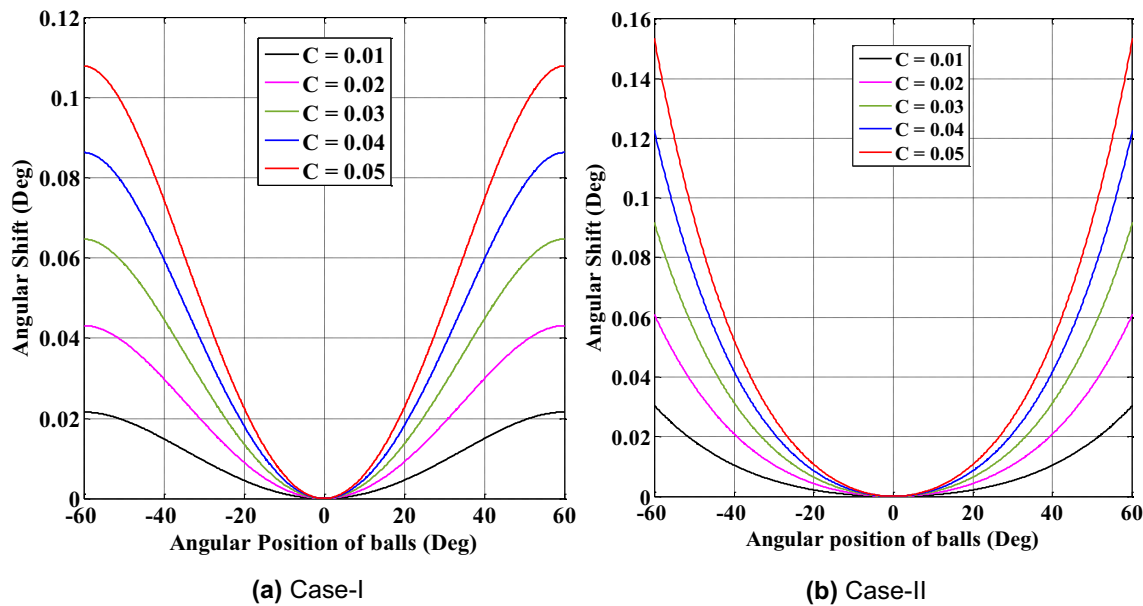 0.12
0.1
0.08
0.06
0.04
0.02
0
Angular Shift (Deg)
C = 0.01
C = 0.02
C = 0.03
C = 0.04
C = 0.05
-60 -40 -20 0 20 40 60
Angular Position of balls (Deg)
(a) Case-I
0.16
0.14
0.12
0.1
0.08
0.06
0.04
0.02
0
Angular Shift (Deg)
C = 0.01
C = 0.02
C = 0.03
C = 0.04
C = 0.05
-60 -40 -20 0 20 40 60
Angular position of balls (Deg)
(b) Case-II